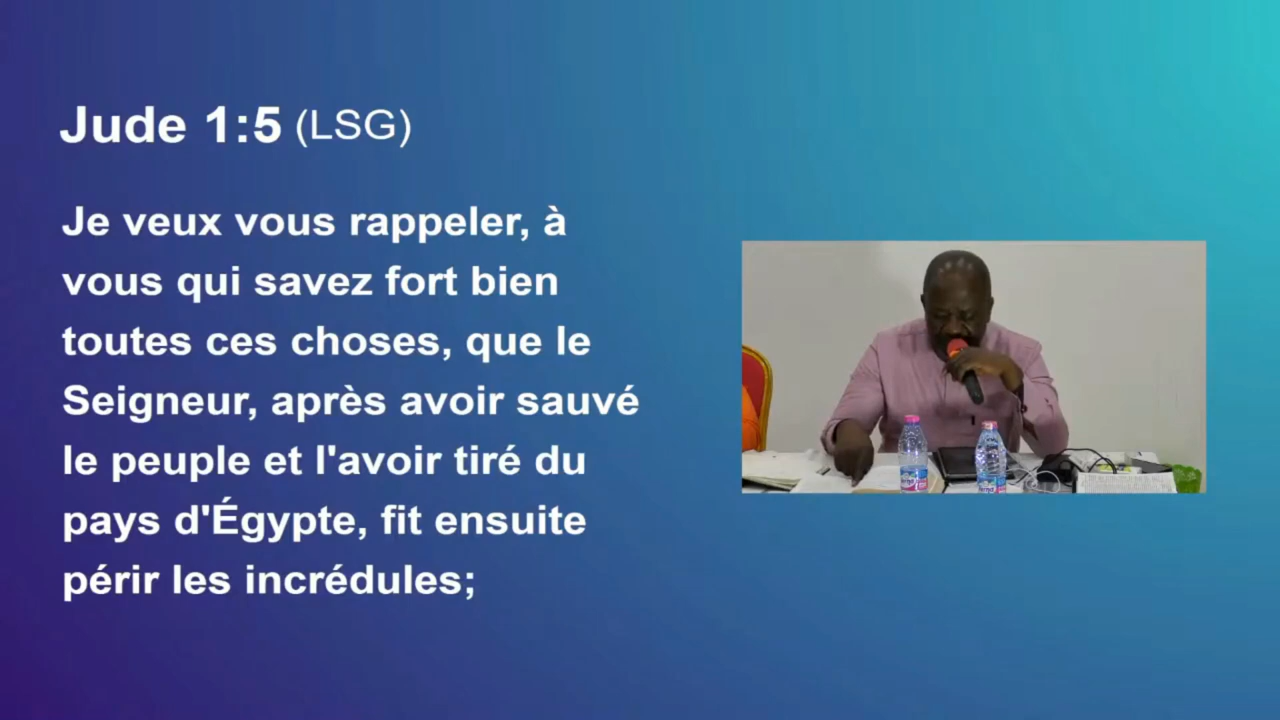 Jude 1:5 (LSG)
Je veux vous rappeler, à
vous qui savez fort bien
toutes ces choses, que le
Seigneur, après avoir sauvé
le peuple et l'avoir tiré du
pays d'Égypte, fit ensuite
périr les incrédules;